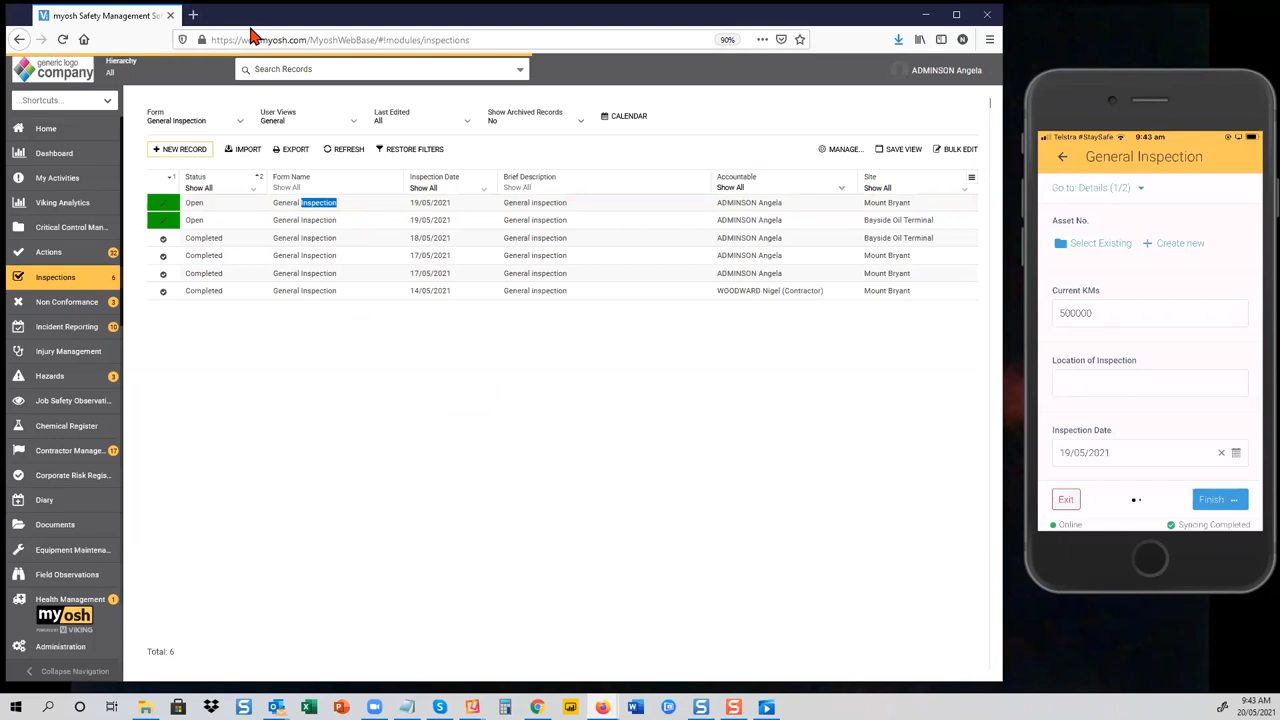 myosh Safety Management So
https://w myosh.com/MyoshWebBase/#!modules/inspections
90%
generic logo
company
Hierarchy
All
Search Records
ADMINSON Angela
...Shortcuts...
Home
Dashboard
My Activities
Viking Analytics
Critical Control Man...
Actions 32
Inspections 6
Non Conformance 3
Incident Reporting 10
Injury Management
Hazards 3
Job Safety Observati...
Chemical Register
Contractor Manage... 17
Corporate Risk Regis...
Diary
Documents
Equipment Maintena...
Field Observations
Health Management 1
myosh
POWERED BY VIKING
Administration
Collapse Navigation
Form
General Inspection
User Views
General
Last Edited
All
Show Archived Records
No
CALENDAR
+ NEW RECORD
IMPORT
EXPORT
REFRESH
RESTORE FILTERS
MANAGE...
SAVE VIEW
BULK EDIT
1 Status 2 Form Name Inspection Date Brief Description Accountable Site
Show All Show All Show All Show All Show All Show All
Open General Inspection 19/05/2021 General inspection ADMINSON Angela Mount Bryant
Open General Inspection 19/05/2021 General inspection ADMINSON Angela Bayside Oil Terminal
Completed General Inspection 18/05/2021 General inspection ADMINSON Angela Bayside Oil Terminal
Completed General Inspection 17/05/2021 General inspection ADMINSON Angela Mount Bryant
Completed General Inspection 17/05/2021 General inspection ADMINSON Angela Mount Bryant
Completed General Inspection 14/05/2021 General inspection WOODWARD Nigel (Contractor) Mount Bryant
Total: 6
Telstra #StaySafe 9:43 am
General Inspection
Go to: Details (1/2)
Asset No.
Select Existing + Create new
Current KMs
500000
Location of Inspection
Inspection Date
19/05/2021
Exit
Finish ...
Online
Syncing Completed
9:43 AM
20/05/2021